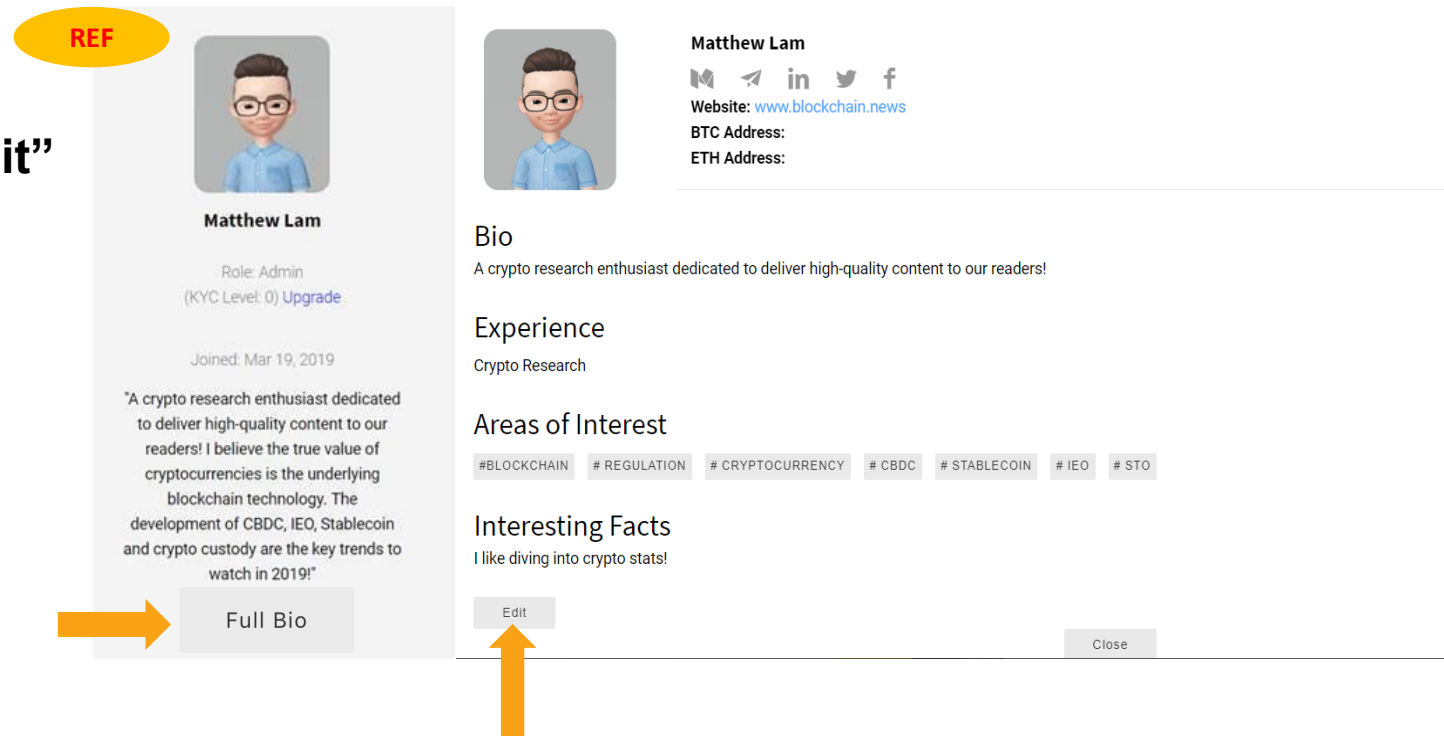 REF
it”
Matthew Lam
Role: Admin
(KYC Level: 0) Upgrade
Joined: Mar 19, 2019
"A crypto research enthusiast dedicated
to deliver high-quality content to our
readers! I believe the true value of
cryptocurrencies is the underlying
blockchain technology. The
development of CBDC, IEO, Stablecoin
and crypto custody are the key trends to
watch in 2019!"
Full Bio
Matthew Lam
in f
Website: www.blockchain.news
BTC Address:
ETH Address:
Bio
A crypto research enthusiast dedicated to deliver high-quality content to our readers!
Experience
Crypto Research
Areas of Interest
#BLOCKCHAIN # REGULATION # CRYPTOCURRENCY # CBDC # STABLECOIN # IEO # STO
Interesting Facts
I like diving into crypto stats!
Edit
Close